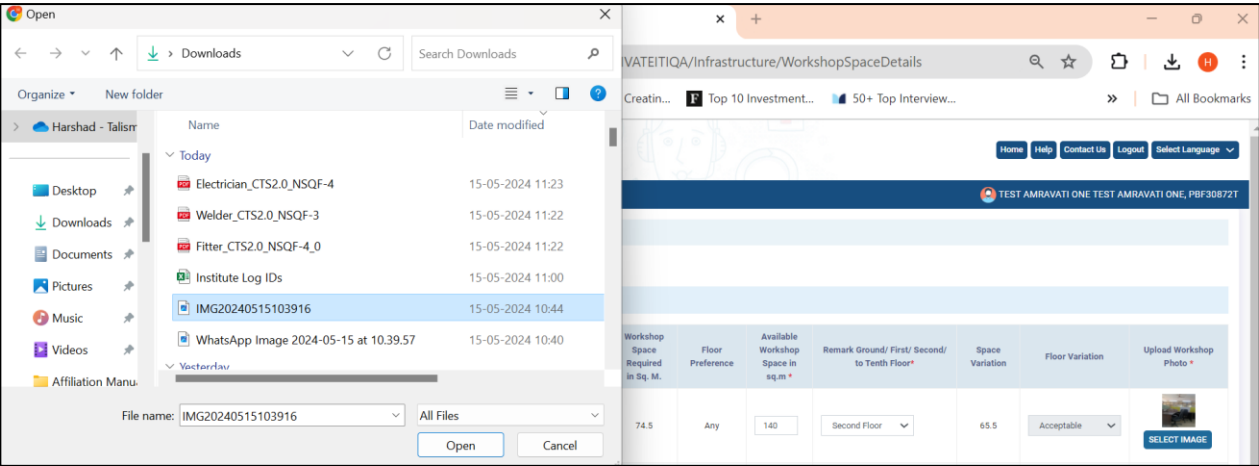 Open
Downloads
Search Downloads
Organize
New folder
Harshad - Talism
Desktop
Downloads
Documents
Pictures
Music
Videos
Affiliation Manu
Name
Date modified
Today
Electrician_CTS2.0_NSQF-4
15-05-2024 11:23
Welder_CTS2.0_NSQF-3
15-05-2024 11:22
Fitter_CTS2.0_NSQF-4_0
15-05-2024 11:22
Institute Log IDs
15-05-2024 11:00
IMG20240515103916
15-05-2024 10:44
WhatsApp Image 2024-05-15 at 10.39.57
15-05-2024 10:40
Yesterday
File name:
IMG20240515103916
All Files
Open
Cancel
IVATEITIQA/Infrastructure/WorkshopSpaceDetails
H
Creatin...
F Top 10 Investment...
50+ Top Interview...
All Bookmarks
Home
Help
Contact Us
Logout
Select Language
TEST AMRAVATI ONE TEST AMRAVATI ONE, PBF30872T
Workshop
Space
Required
in Sq. M.
Floor
Preference
Available
Workshop
Space in
sq.m *
Remark Ground/ First/ Second/
to Tenth Floor*
Space
Variation
Floor Variation
Upload Workshop
Photo *
74.5
Any
140
Second Floor
65.5
Acceptable
SELECT IMAGE